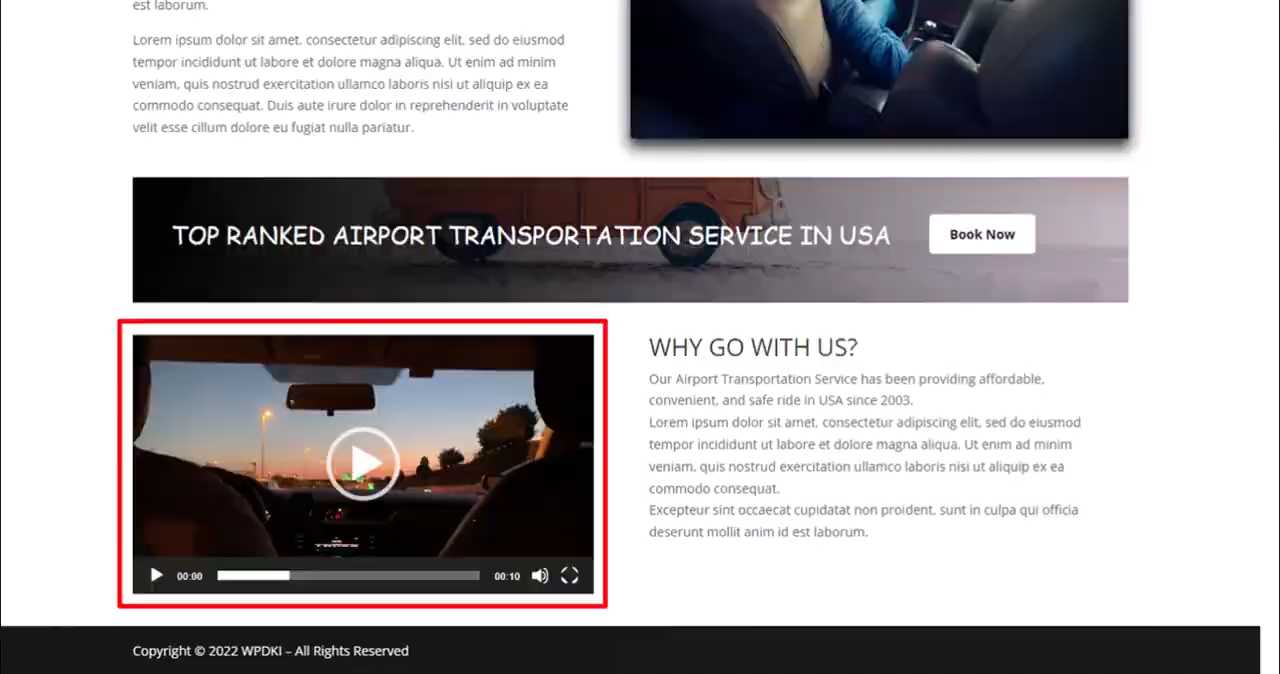 est laborum.
Lorem ipsum dolor sit amet, consectetur adipiscing elit, sed do eiusmod
tempor incididunt ut labore et dolore magna aliqua. Ut enim ad minim
veniam, quis nostrud exercitation ullamco laboris nisi ut aliquip ex ea
commodo consequat. Duis aute irure dolor in reprehenderit in voluptate
velit esse cillum dolore eu fugiat nulla pariatur.
TOP RANKED AIRPORT TRANSPORTATION SERVICE IN USA
Book Now
00:00
00:10
WHY GO WITH US?
Our Airport Transportation Service has been providing affordable,
convenient, and safe ride in USA since 2003.
Lorem ipsum dolor sit amet, consectetur adipiscing elit, sed do eiusmod
tempor incididunt ut labore et dolore magna aliqua. Ut enim ad minim
veniam, quis nostrud exercitation ullamco laboris nisi ut aliquip ex ea
commodo consequat.
Excepteur sint occaecat cupidatat non proident, sunt in culpa qui officia
deserunt mollit anim id est laborum.
Copyright © 2022 WPDKI – All Rights Reserved